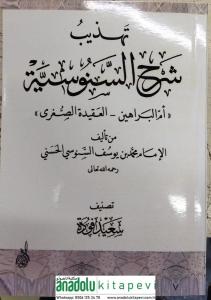 تهذيب
شرح السنوسية
«أم البراهين - العقيدة الصغرى»
من تأليف
الإمام محمد بن يوسف السنوسي الحسني
رحمه الله تعالى
تصنيف
سعيد فودة
anadolu kitapevi